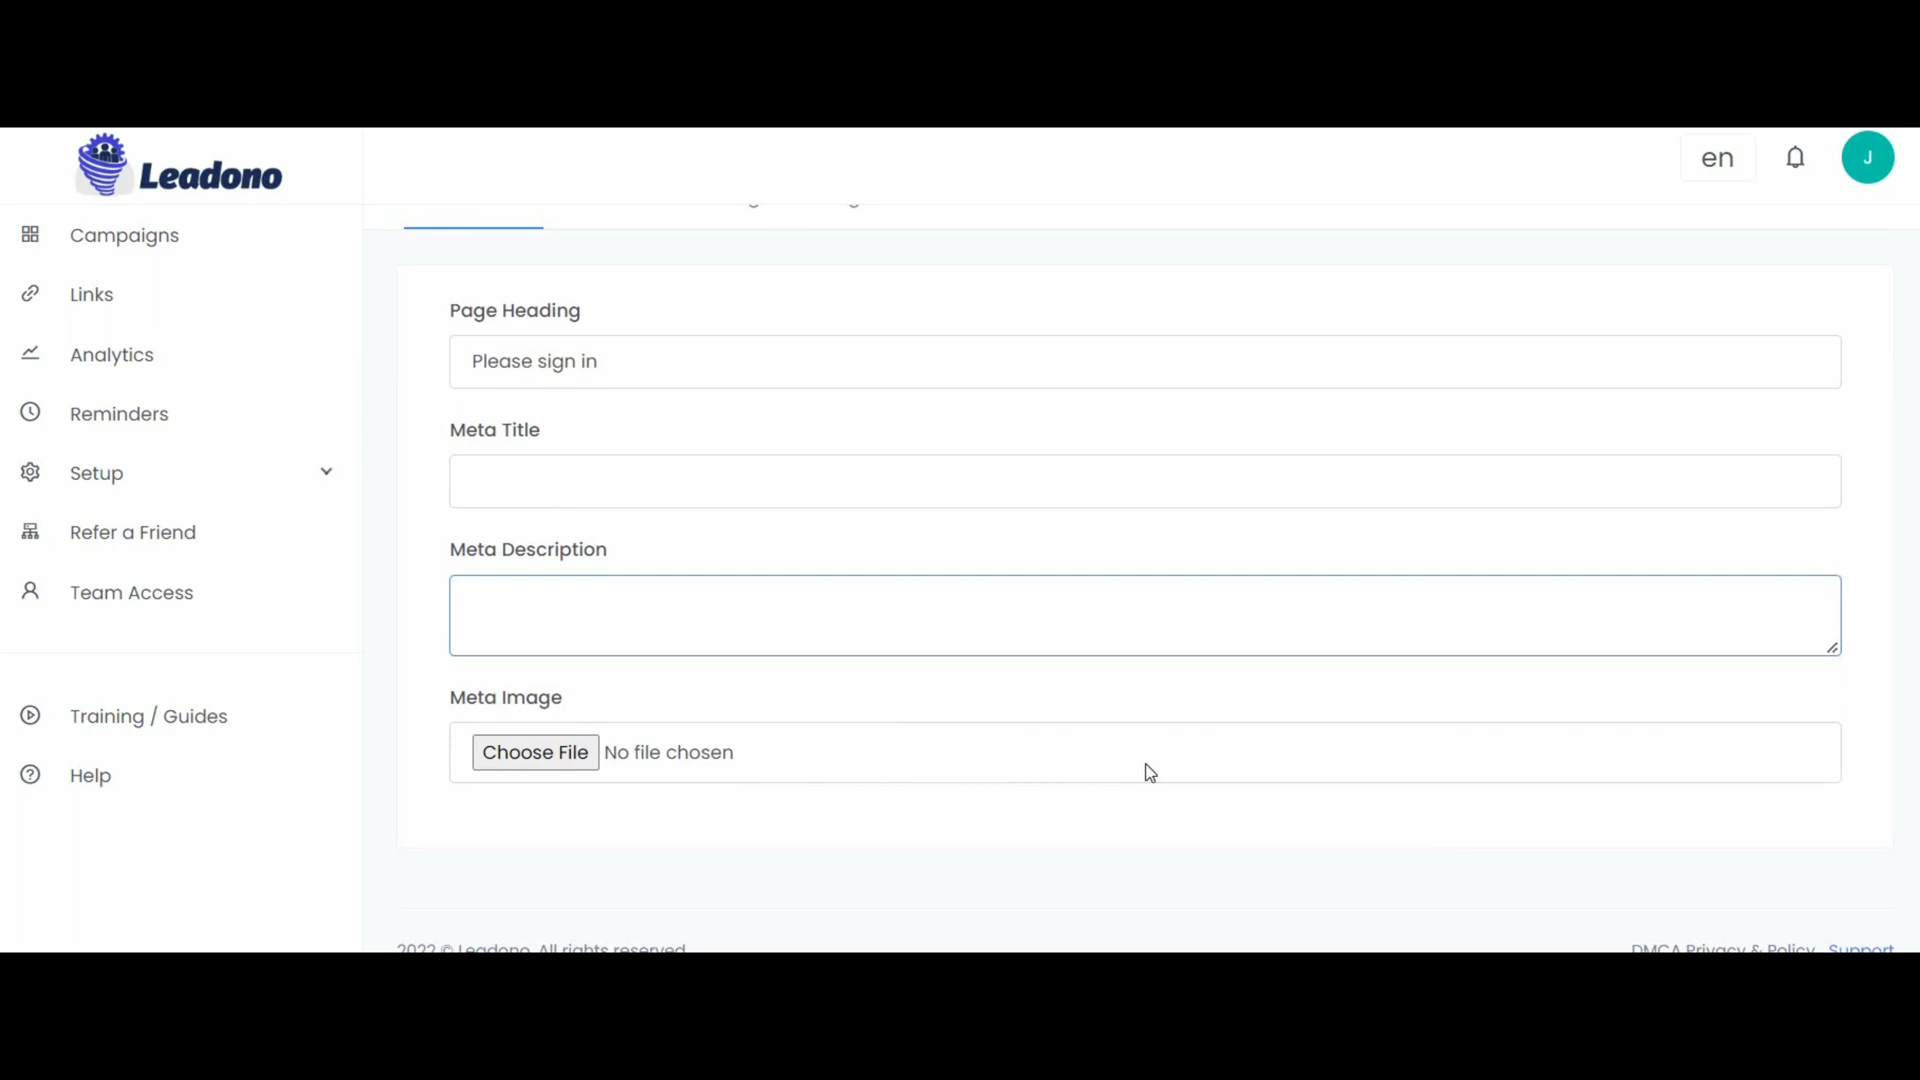 Leadono
en
J
Campaigns
Links
Analytics
Reminders
Setup
Refer a Friend
Team Access
Training / Guides
Help
Page Heading
Please sign in
Meta Title
Meta Description
Meta Image
Choose File No file chosen
2022 © Leadono. All rights reserved
DMCA Privacy & Policy Support